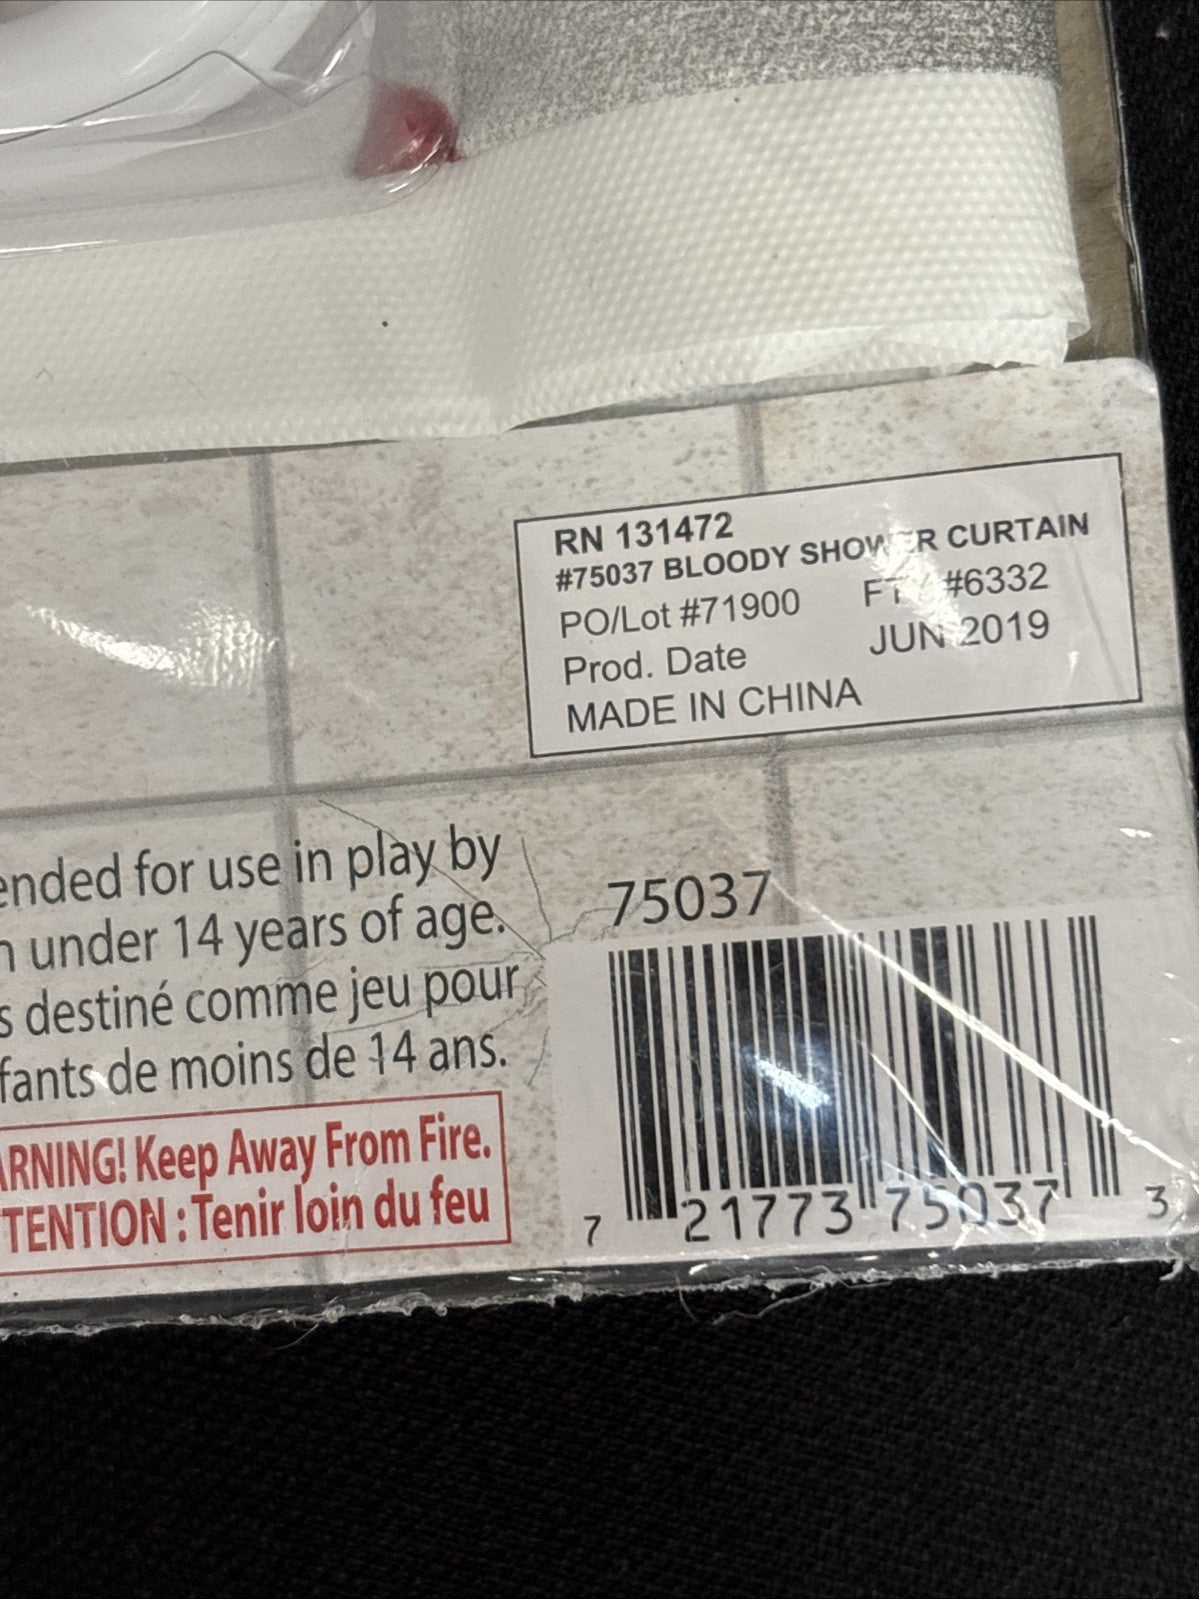 RN 131472
#75037 BLOODY SHOWER CURTAIN
PO/Lot #71900 #6332
Prod. Date JUN 2019
MADE IN CHINA
ended for use in play by
n under 14 years of age.
s destiné comme jeu pour
fants de moins de 14 ans.
ARNING! Keep Away From Fire.
TENTION : Tenir loin du feu
75037
7 21773 75037 3